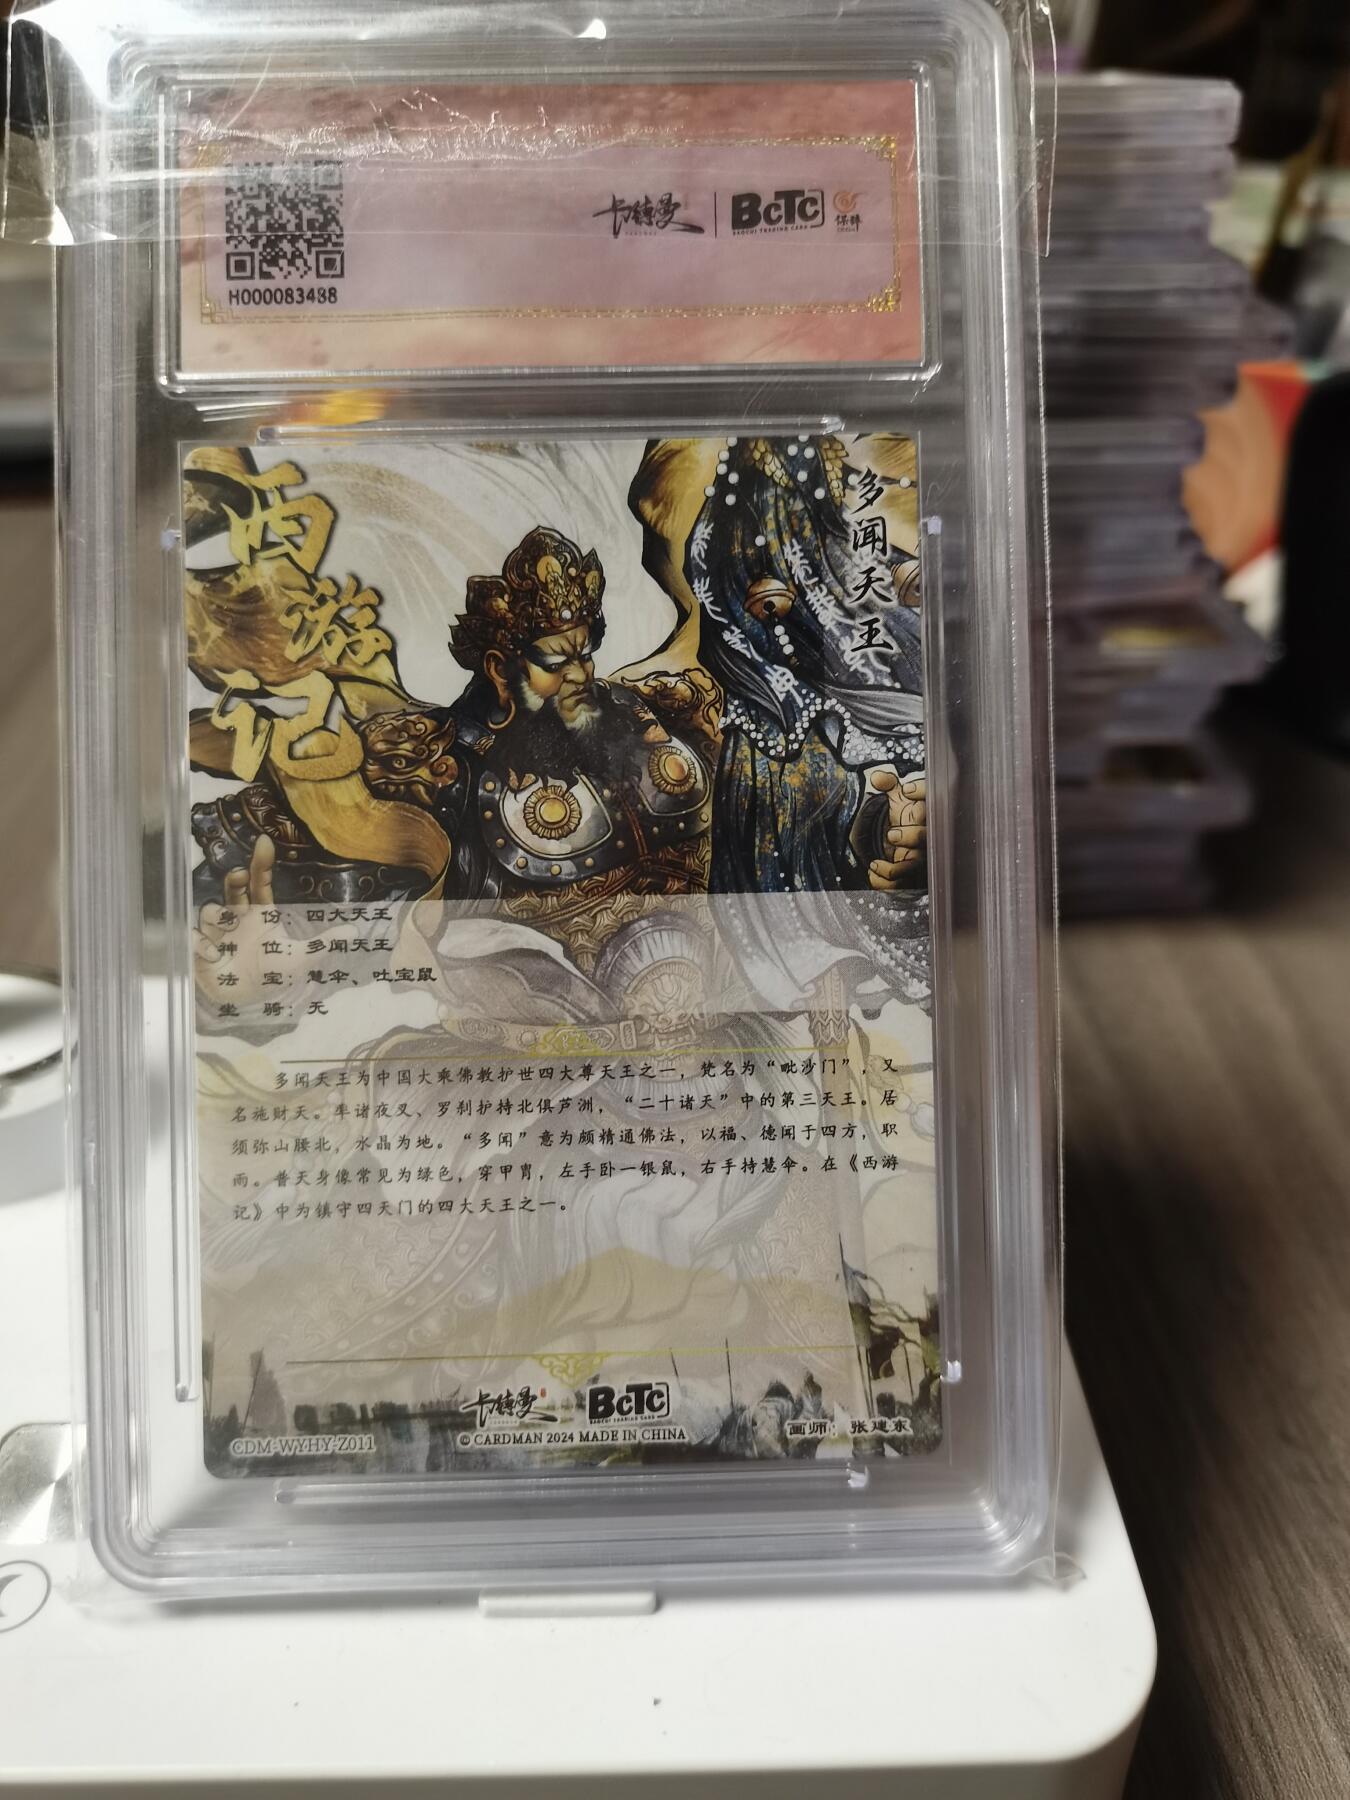 卡德曼 | BCTC 保粹
BAOCHI TRADING CARD
H000083488
西游记
多闻天王
身 份：四大天王
神 位：多闻天王
法 宝：慧伞、吐宝鼠
坐 骑：无
多闻天王为中国大乘佛教护世四大尊天王之一，梵名为“毗沙门”，又
名施财天。率诸夜叉、罗刹护持北俱芦洲，“二十诸天”中的第三天王。居
须弥山腰北，水晶为地。“多闻”意为颇精通佛法，以福、德闻于四方，职
雨。普天身像常见为绿色，穿甲胄，左手卧一银鼠，右手持慧伞。在《西游
记》中为镇守四天门的四大天王之一。
卡德曼 BCTC
BAOCHI TRADING CARD
CDM-WYHY-Z011
© CARDMAN 2024 MADE IN CHINA
画师：张建东